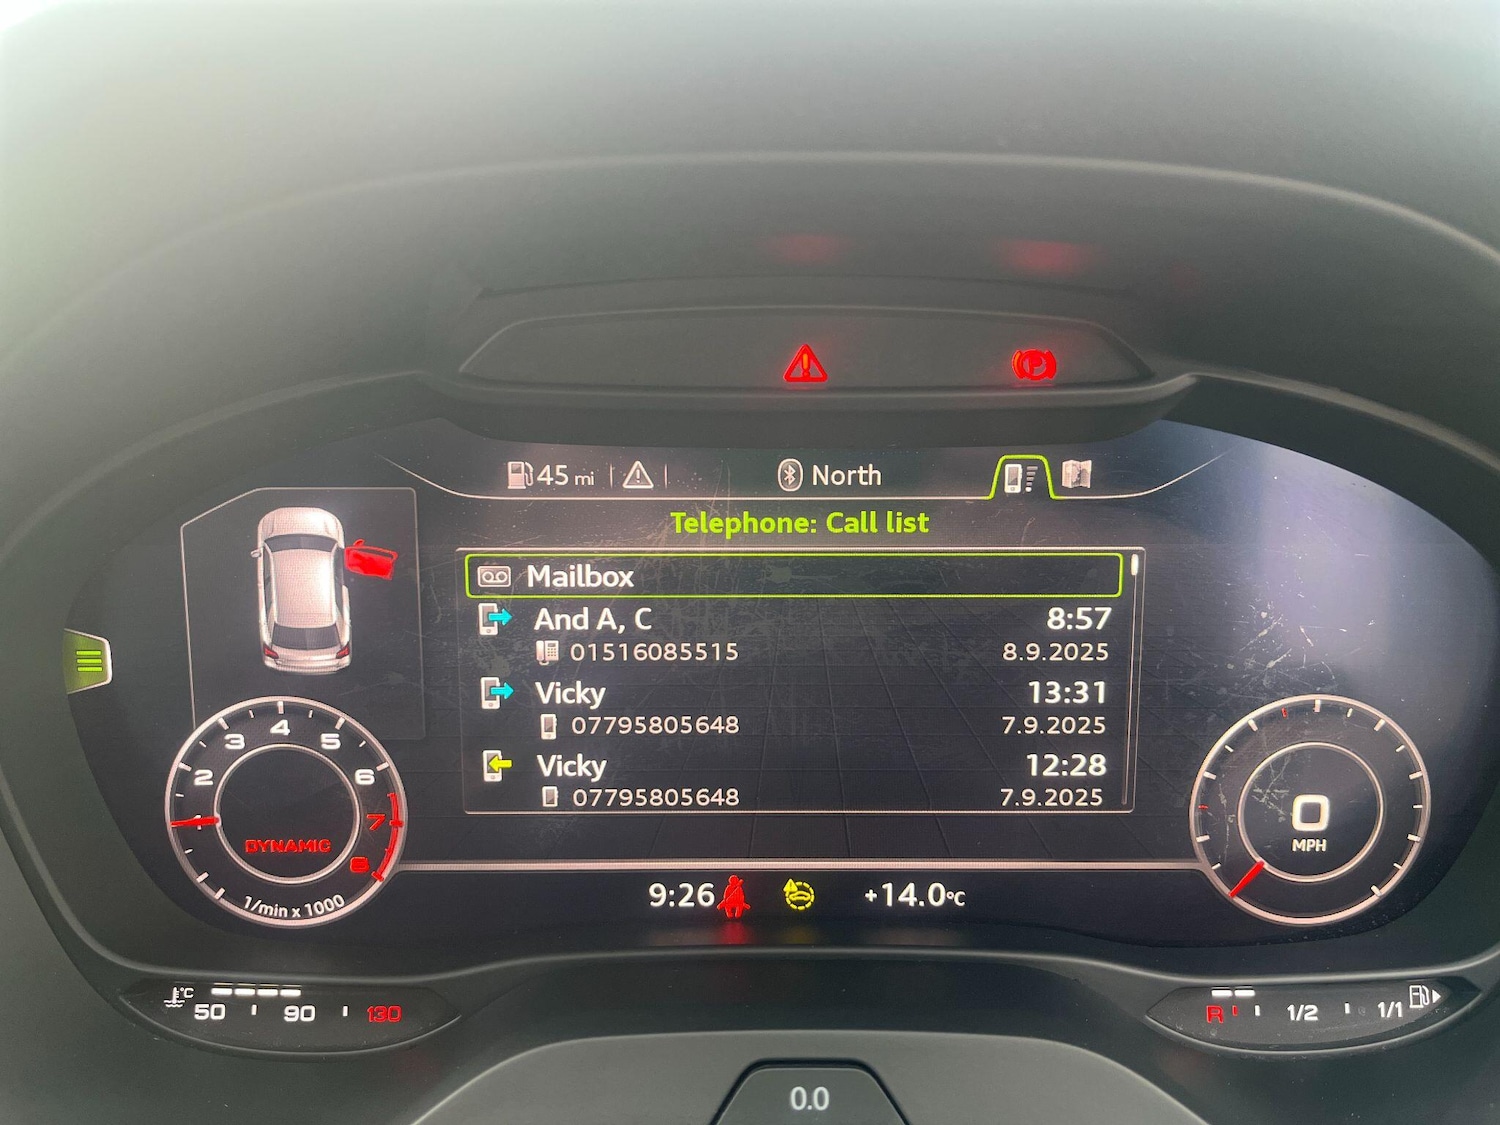 45 mi
North
Telephone: Call list
Mailbox
And A, C 8:57
01516085515 8.9.2025
Vicky 13:31
07795805648 7.9.2025
Vicky 12:28
07795805648 7.9.2025
1 2 3 4 5 6 7 8
DYNAMIC
1/min x 1000
0
MPH
9:26 +14.0°C
°C
50 90 130
R 1/2 1/1
0.0
P